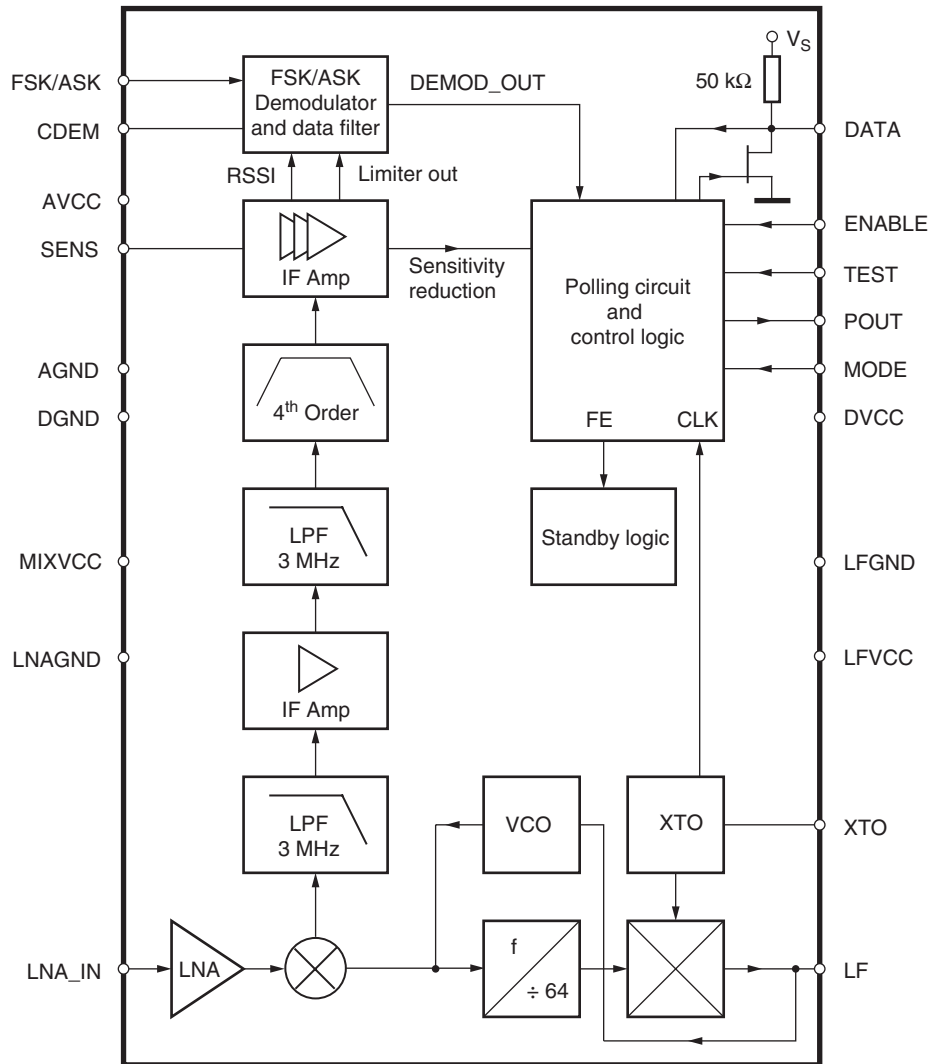 V_S
50 kΩ
FSK/ASK
FSK/ASK
Demodulator
and data filter
DEMOD_OUT
CDEM
DATA
RSSI
Limiter out
AVCC
ENABLE
SENS
IF Amp
Sensitivity
reduction
Polling circuit
and
control logic
TEST
POUT
AGND
MODE
4th Order
DGND
FE
CLK
DVCC
LPF
3 MHz
Standby logic
MIXVCC
LFGND
LNAGND
IF Amp
LFVCC
LPF
3 MHz
VCO
XTO
XTO
LNA_IN
LNA
f
÷ 64
LF